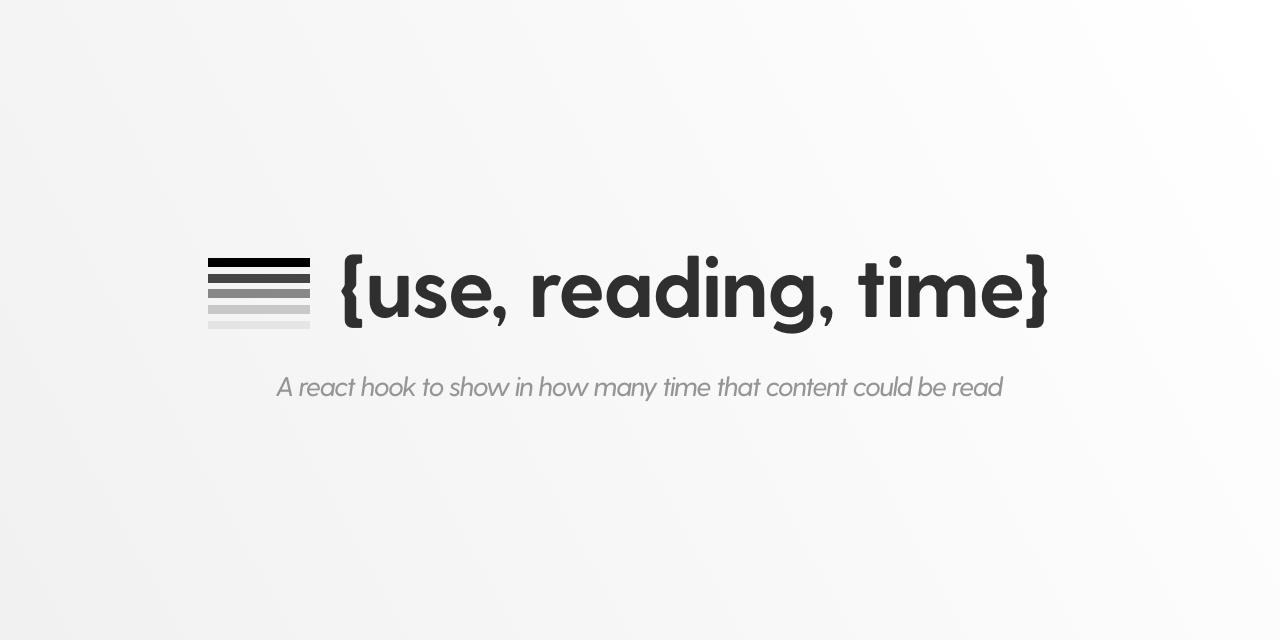 {use, reading, time}
A react hook to show in how many time that content could be read